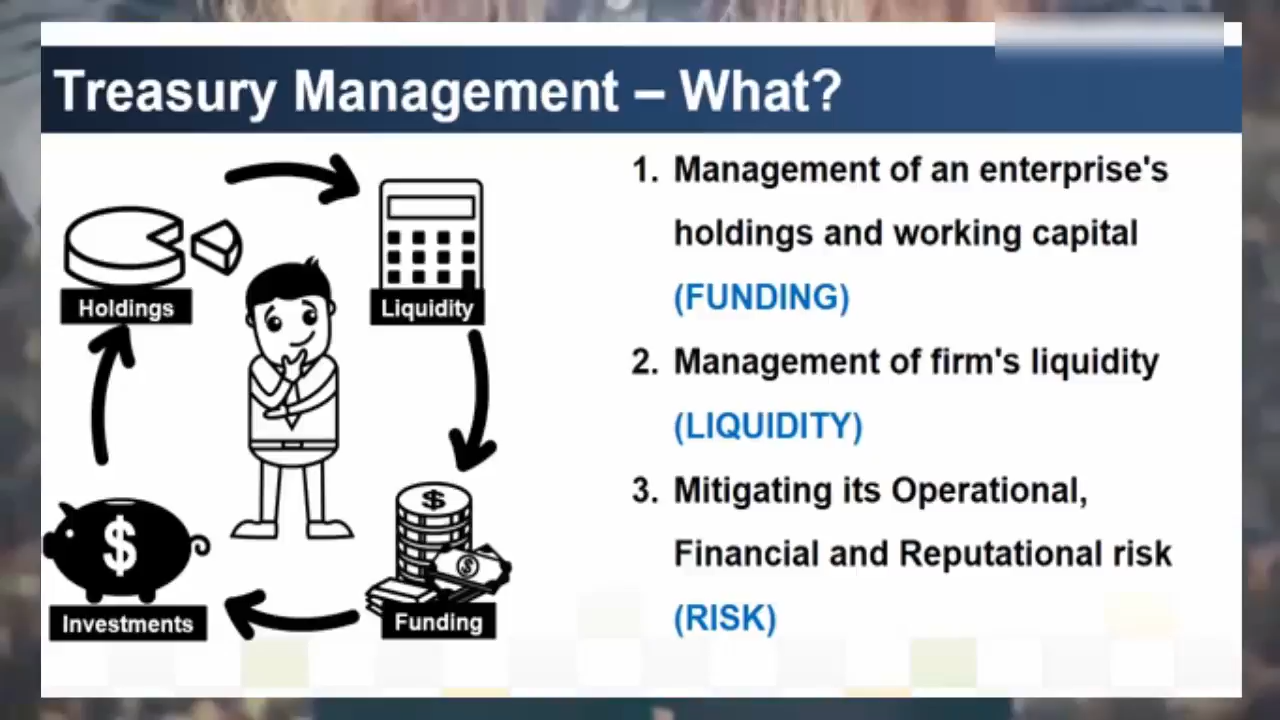 Treasury Management – What?
Holdings
Liquidity
Funding
Investments
1. Management of an enterprise's
holdings and working capital
(FUNDING)
2. Management of firm's liquidity
(LIQUIDITY)
3. Mitigating its Operational,
Financial and Reputational risk
(RISK)
$
$
$